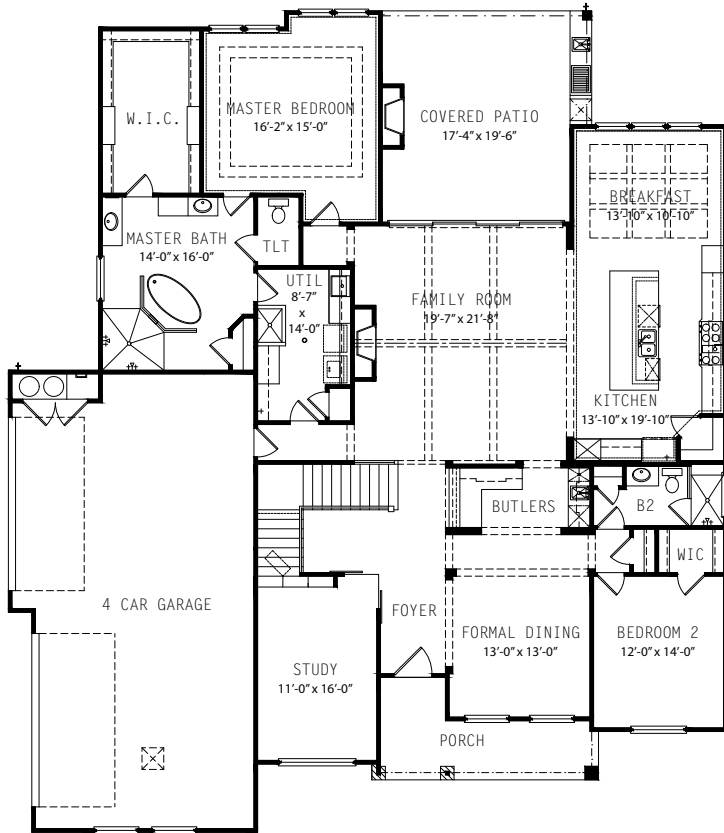 W.I.C.
MASTER BEDROOM
16'-2" x 15'-0"
COVERED PATIO
17'-4" x 19'-6"
BREAKFAST
13'-10" x 10'-10"
MASTER BATH
14'-0" x 16'-0"
TLT
UTIL
8'-7"
x
14'-0"
FAMILY ROOM
19'-7" x 21'-8"
KITCHEN
13'-10" x 19'-10"
BUTLERS
B2
WIC
4 CAR GARAGE
FOYER
FORMAL DINING
13'-0" x 13'-0"
BEDROOM 2
12'-0" x 14'-0"
STUDY
11'-0" x 16'-0"
PORCH